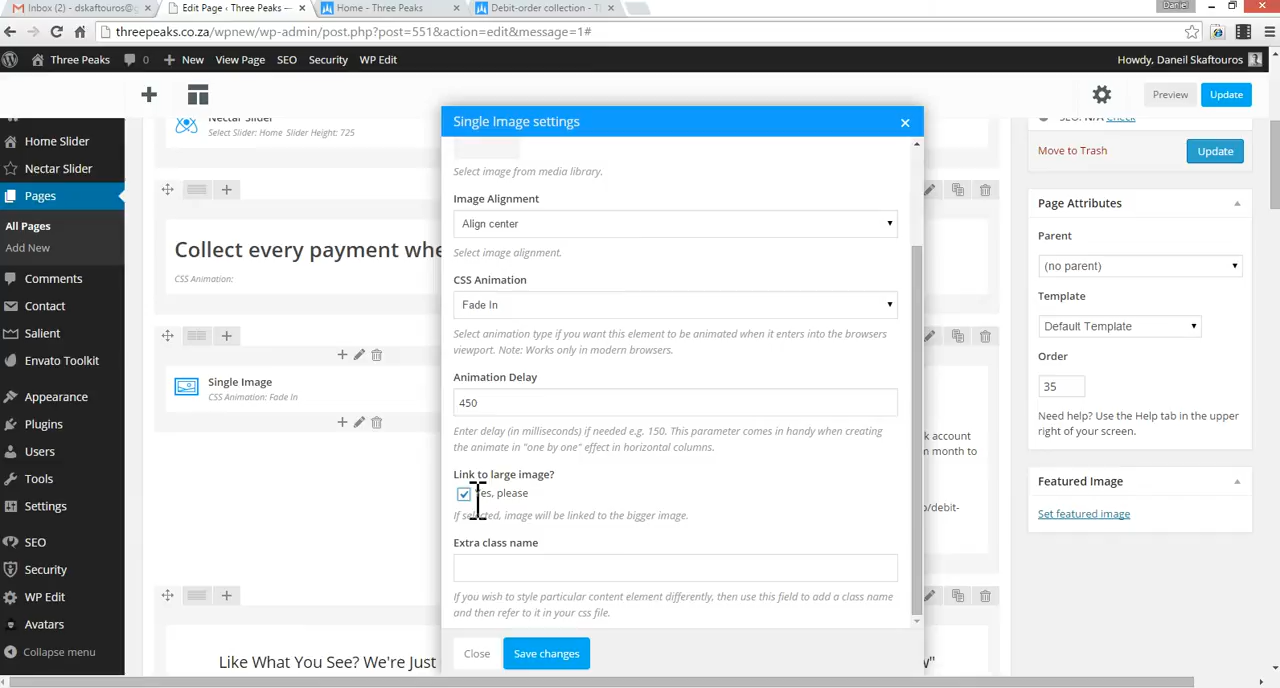 Inbox (2) - dskaftouros@g
Edit Page ‹ Three Peaks —
Home - Three Peaks
Debit-order collection - T
Daniel
threepeaks.co.za/wpnew/wp-admin/post.php?post=551&action=edit&message=1#
Three Peaks
0
New
View Page
SEO
Security
WP Edit
Howdy, Daneil Skaftouros
Preview
Update
Home Slider
Nectar Slider
Pages
All Pages
Add New
Comments
Contact
Media
Salient
Envato Toolkit
Appearance
Plugins
Users
Tools
Settings
SEO
Security
WP Edit
Avatars
Collapse menu
Nectar Slider
Select Slider: Home Slider Height: 725
Collect every payment whe
CSS Animation:
Single Image
CSS Animation: Fade In
Like What You See? We're Just
w"
k account
m month to
p/debit-
Single Image settings
Select image from media library.
Image Alignment
Align center
Select image alignment.
CSS Animation
Fade In
Select animation type if you want this element to be animated when it enters into the browsers
viewport. Note: Works only in modern browsers.
Animation Delay
450
Enter delay (in milliseconds) if needed e.g. 150. This parameter comes in handy when creating
the animate in "one by one" effect in horizontal columns.
Link to large image?
Yes, please
If selected, image will be linked to the bigger image.
Extra class name
If you wish to style particular content element differently, then use this field to add a class name
and then refer to it in your css file.
Close
Save changes
SEO: N/A Check
Move to Trash
Update
Page Attributes
Parent
(no parent)
Template
Default Template
Order
35
Need help? Use the Help tab in the upper
right of your screen.
Featured Image
Set featured image